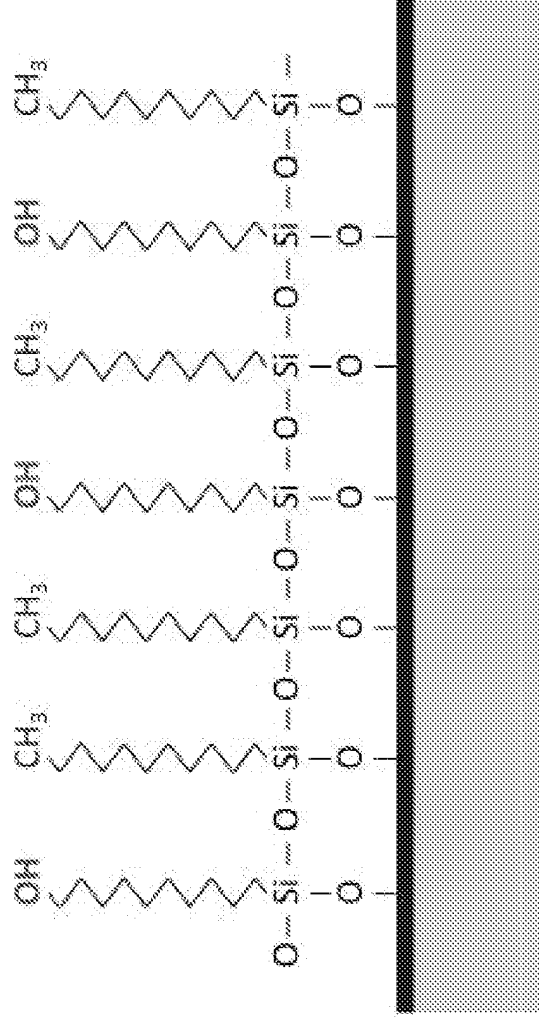 OH CH₃ CH₃ OH CH₃ OH CH₃
O Si O Si O Si O Si O Si O Si O Si
O O O O O O O